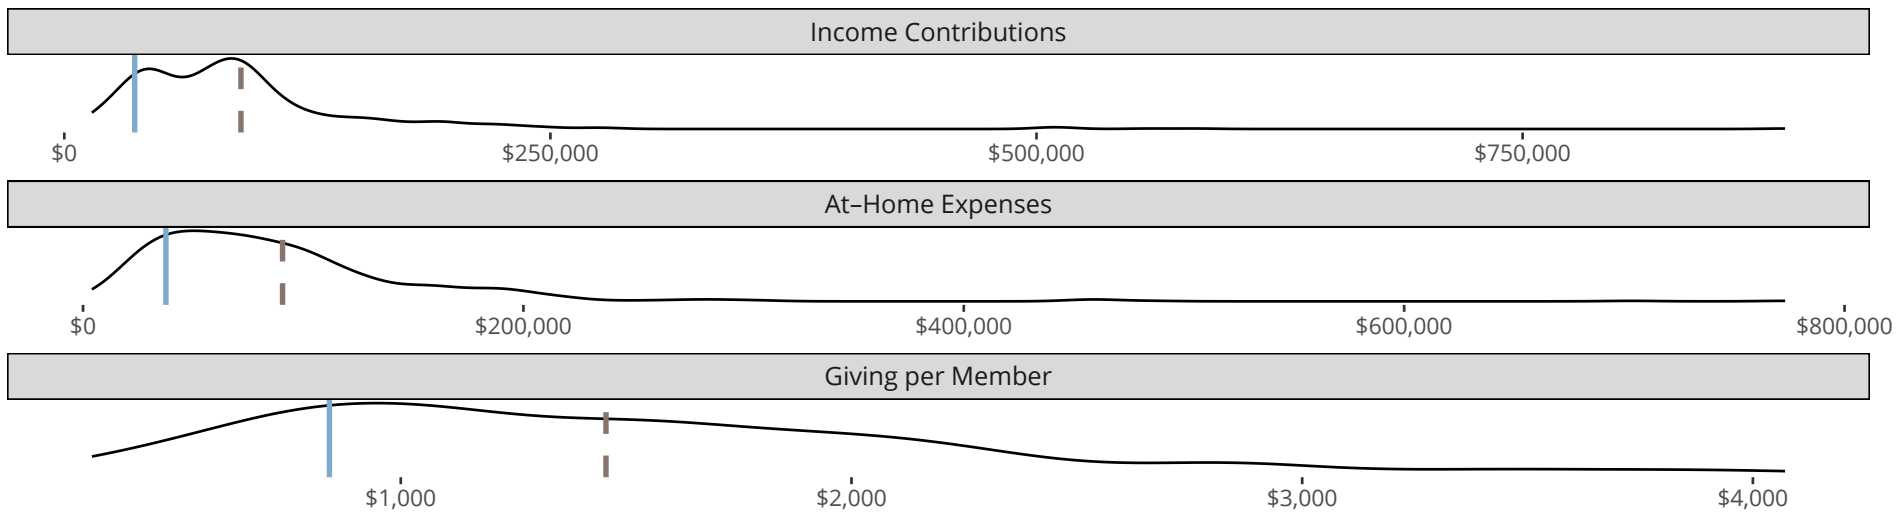 Income Contributions
$0 $250,000 $500,000 $750,000
At–Home Expenses
$0 $200,000 $400,000 $600,000 $800,000
Giving per Member
$1,000 $2,000 $3,000 $4,000